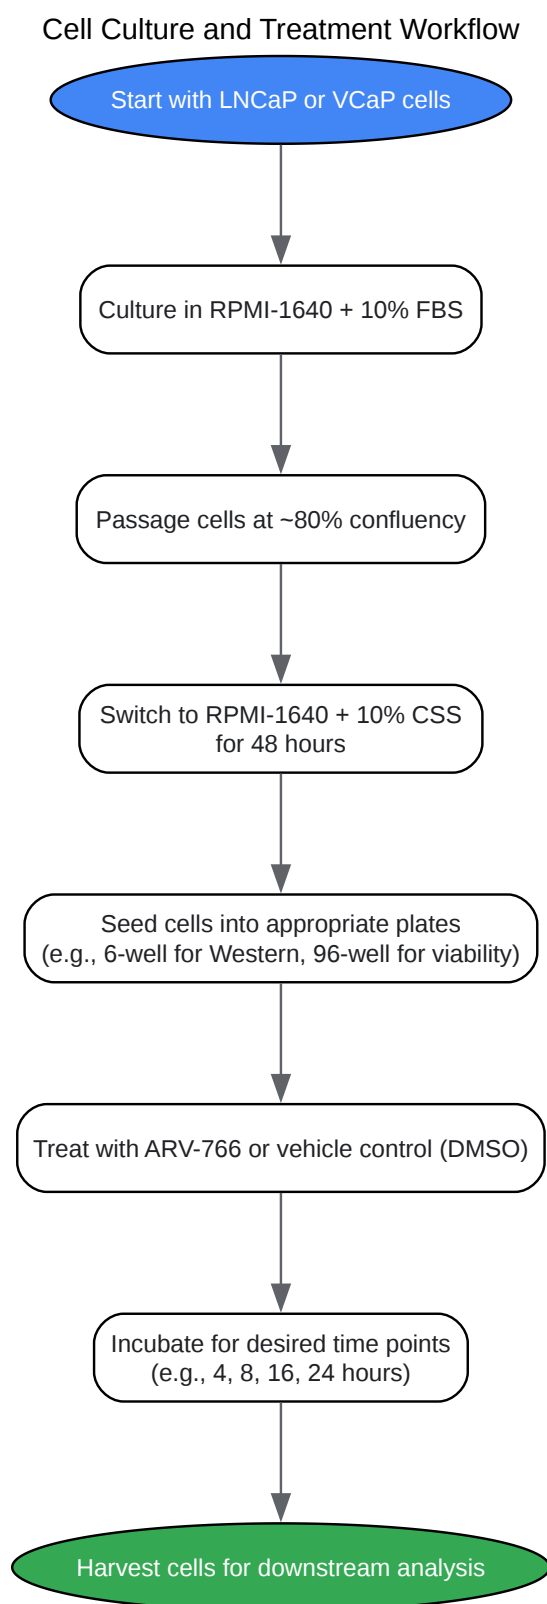 Cell Culture and Treatment Workflow
Start with LNCaP or VCaP cells
Culture in RPMI-1640 + 10% FBS
Passage cells at ~80% confluency
Switch to RPMI-1640 + 10% CSS
for 48 hours
Seed cells into appropriate plates
(e.g., 6-well for Western, 96-well for viability)
Treat with ARV-766 or vehicle control (DMSO)
Incubate for desired time points
(e.g., 4, 8, 16, 24 hours)
Harvest cells for downstream analysis